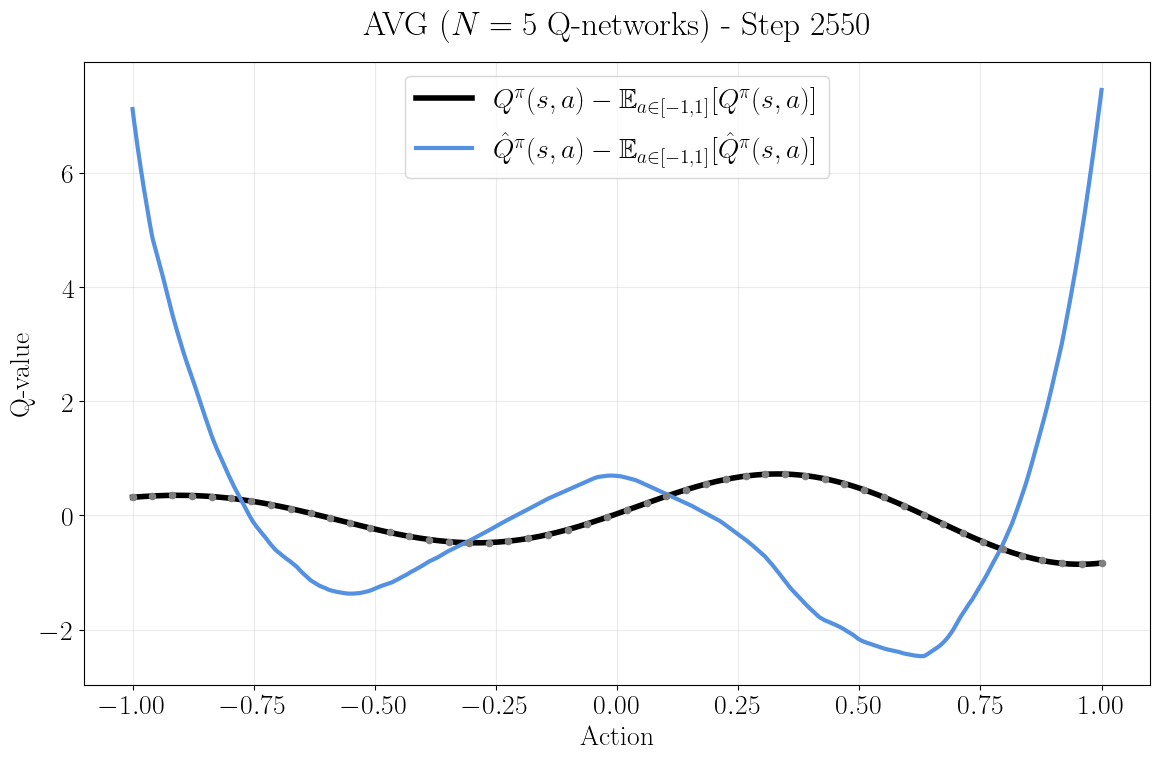 AVG (N = 5 Q-networks) - Step 2550
Q^π(s, a) − 𝔼_{a∈[−1,1]}[Q^π(s, a)]
Q̂^π(s, a) − 𝔼_{a∈[−1,1]}[Q̂^π(s, a)]
Q-value
6
4
2
0
−2
−1.00 −0.75 −0.50 −0.25 0.00 0.25 0.50 0.75 1.00
Action